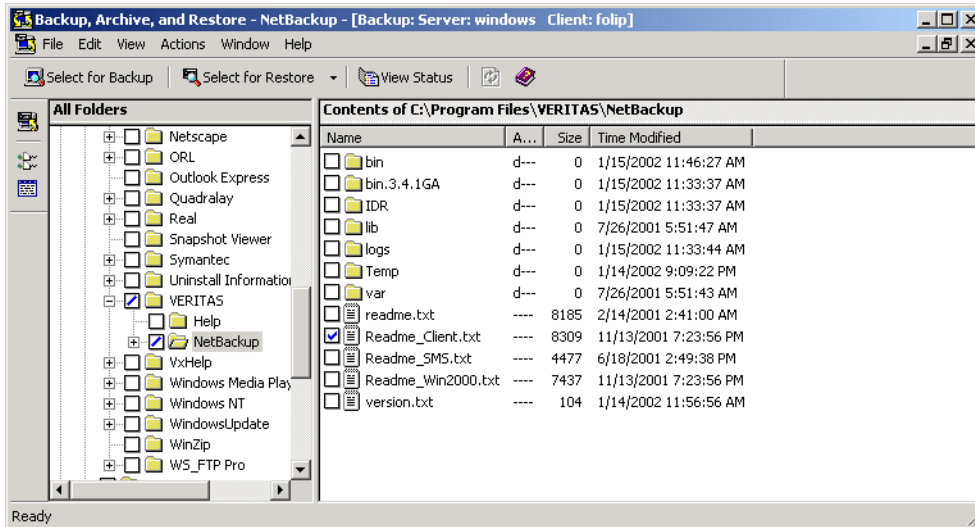 Backup, Archive, and Restore - NetBackup - [Backup: Server: windows   Client: folip]
File Edit View Actions Window Help
Select for Backup Select for Restore View Status
All Folders
Netscape
ORL
Outlook Express
Quadralay
Real
Snapshot Viewer
Symantec
Uninstall Information
VERITAS
Help
NetBackup
VxHelp
Windows Media Play
Windows NT
WindowsUpdate
WinZip
WS_FTP Pro
Contents of C:\Program Files\VERITAS\NetBackup
Name A... Size Time Modified
bin d--- 0 1/15/2002 11:46:27 AM
bin.3.4.1GA d--- 0 1/15/2002 11:33:37 AM
IDR d--- 0 1/15/2002 11:33:37 AM
lib d--- 0 7/26/2001 5:51:47 AM
logs d--- 0 1/15/2002 11:33:44 AM
Temp d--- 0 1/14/2002 9:09:22 PM
var d--- 0 7/26/2001 5:51:43 AM
readme.txt ---- 8185 2/14/2001 2:41:00 AM
Readme_Client.txt ---- 8309 11/13/2001 7:23:56 PM
Readme_SMS.txt ---- 4477 6/18/2001 2:49:38 PM
Readme_Win2000.txt ---- 7437 11/13/2001 7:23:56 PM
version.txt ---- 104 1/14/2002 11:56:56 AM
Ready